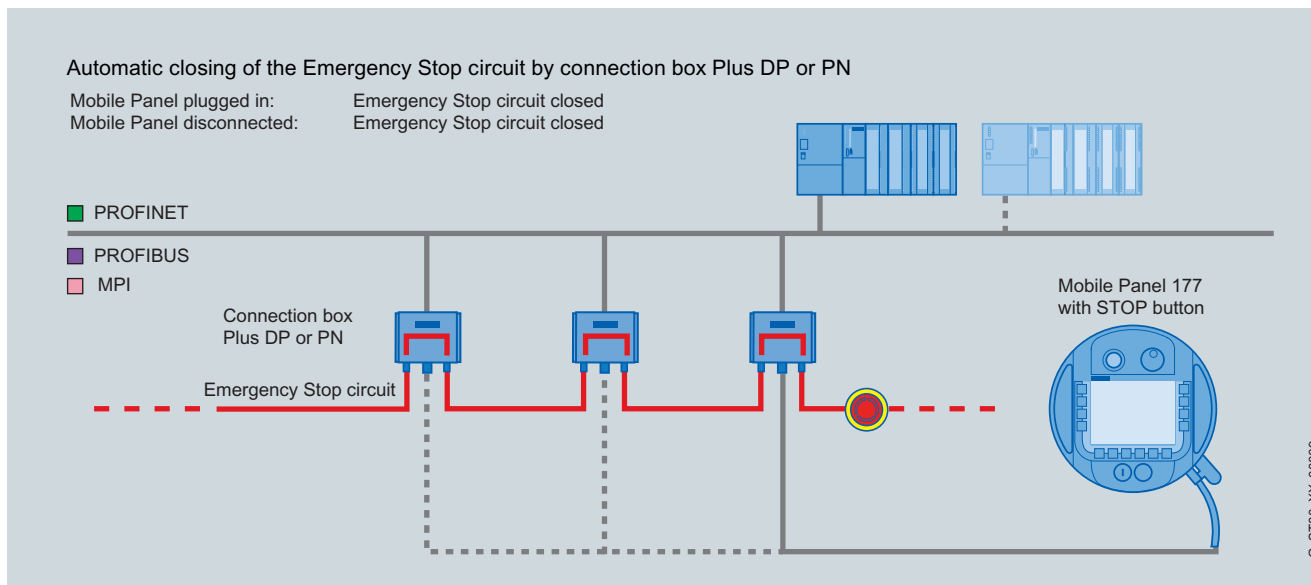 Automatic closing of the Emergency Stop circuit by connection box Plus DP or PN
Mobile Panel plugged in: Emergency Stop circuit closed
Mobile Panel disconnected: Emergency Stop circuit closed
PROFINET
PROFIBUS
MPI
Connection box
Plus DP or PN
Emergency Stop circuit
Mobile Panel 177
with STOP button